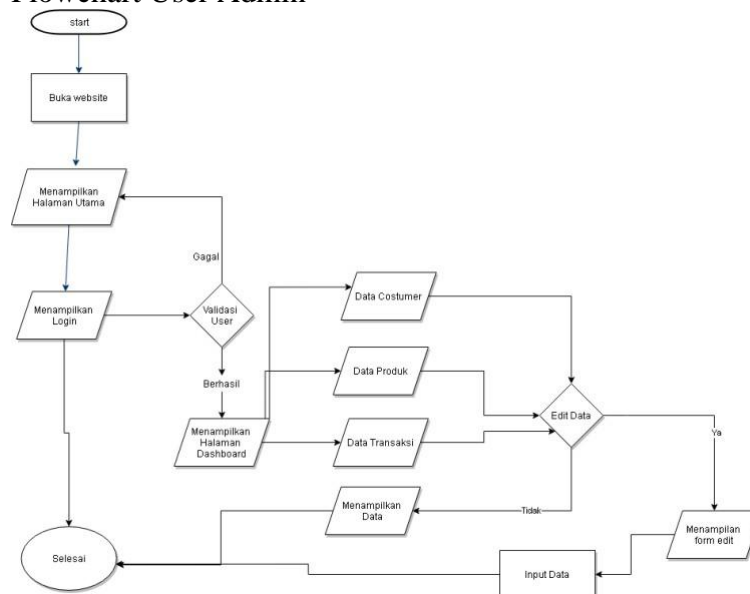 Flowchart User Admin
start
Buka website
Menampilkan
Halaman Utama
Gagal
Menampilkan
Login
Validasi
User
Berhasil
Menampilkan
Halaman
Dashboard
Data Costumer
Data Produk
Data Transaksi
Edit Data
Ya
Tidak
Menampilkan
Data
Menampilan
form edit
Input Data
Selesai